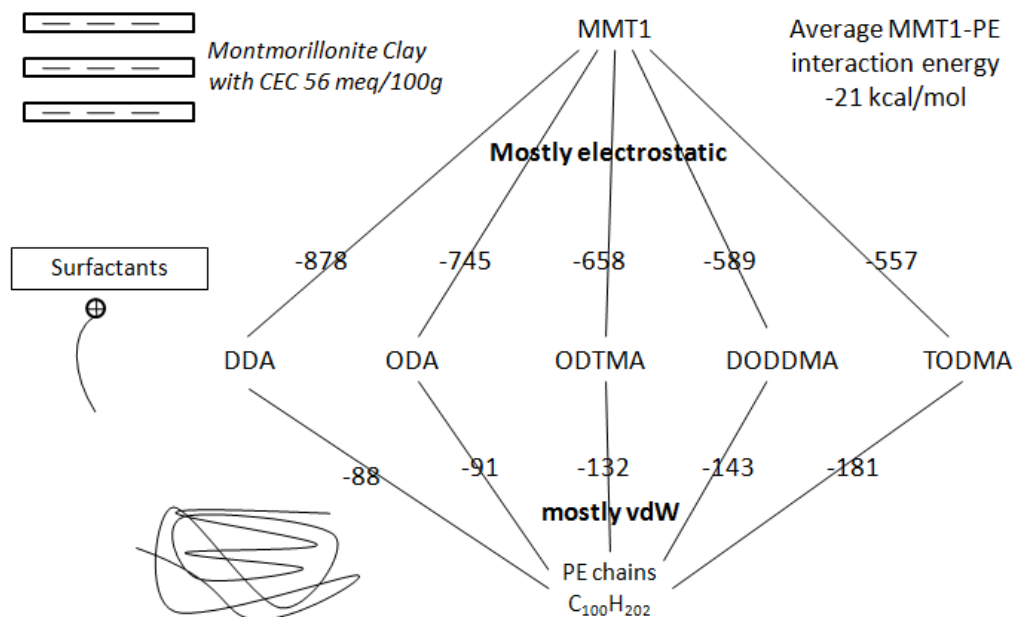 MMT1
Average MMT1-PE
interaction energy
-21 kcal/mol
Montmorillonite Clay
with CEC 56 meq/100g
Mostly electrostatic
Surfactants
-878
-745
-658
-589
-557
DDA
ODA
ODTMA
DODDMA
TODMA
-88
-91
-132
-143
-181
mostly vdW
PE chains
C₁₀₀H₂₀₂